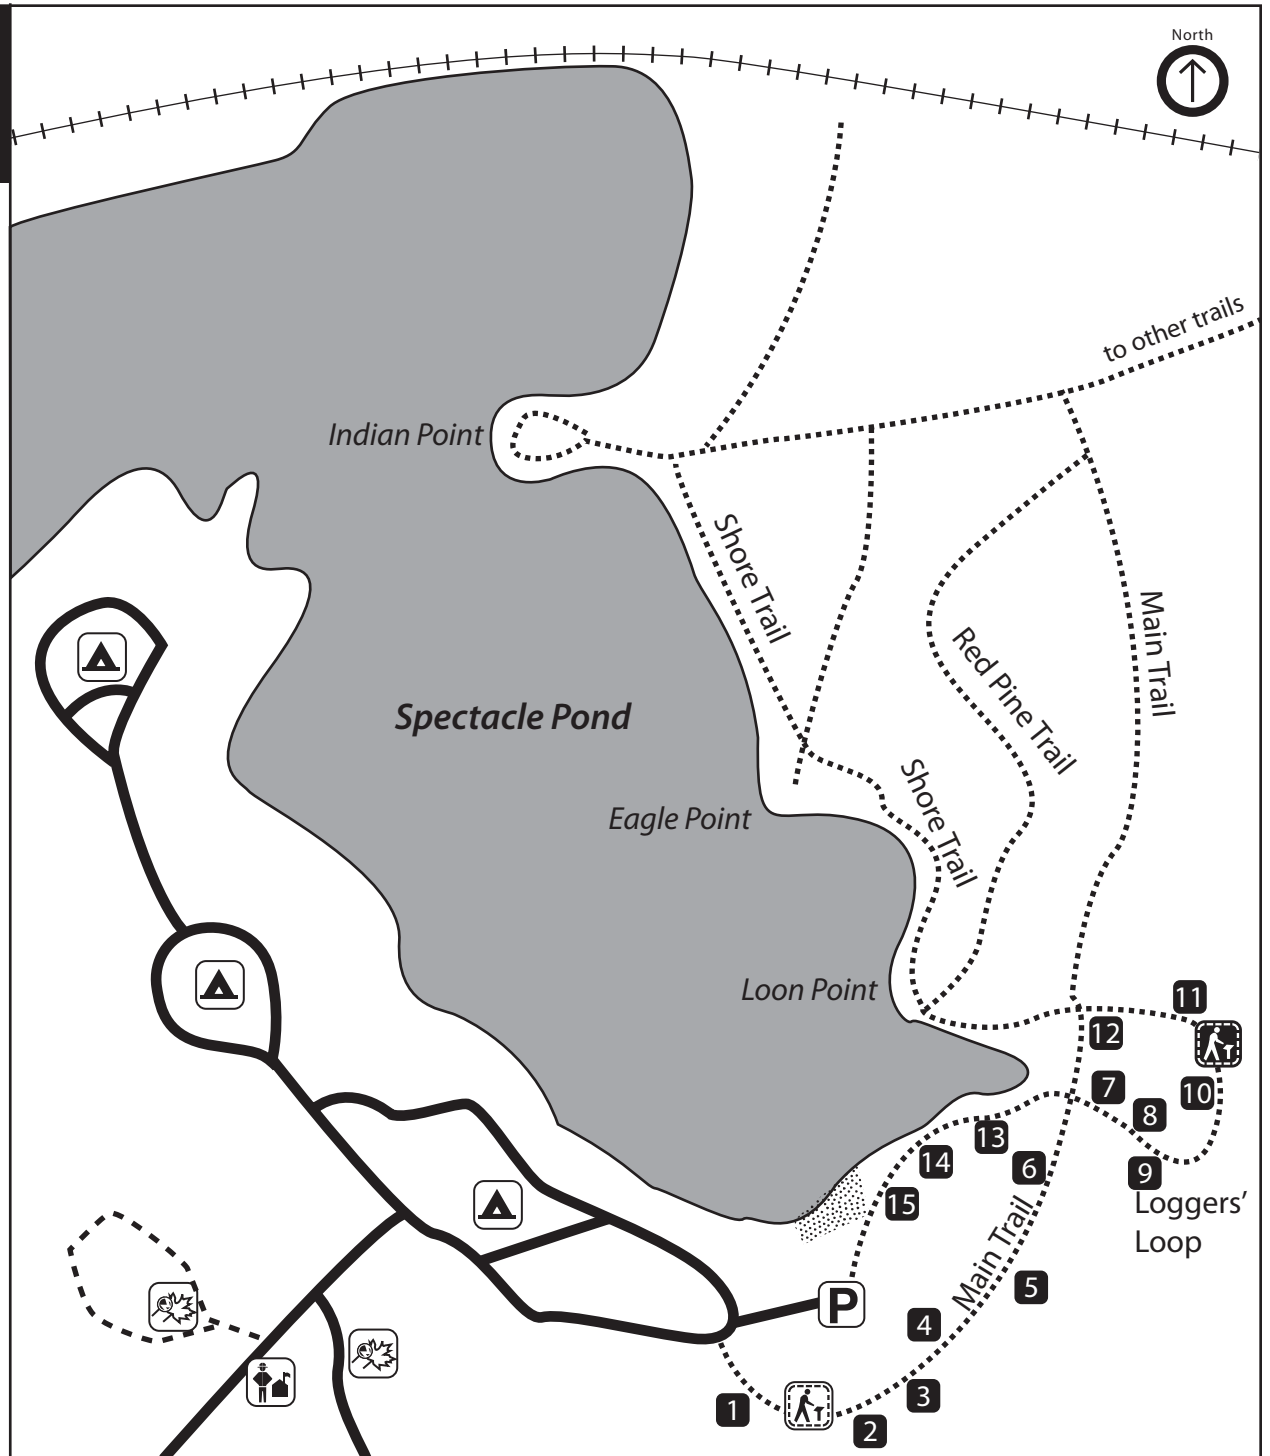 North
to other trails
Indian Point
Shore Trail
Main Trail
Red Pine Trail
Spectacle Pond
Shore Trail
Eagle Point
Loon Point
11
12
7
10
8
13
14
6
9
15
Loggers’
Loop
Main Trail
5
P
4
3
1
2